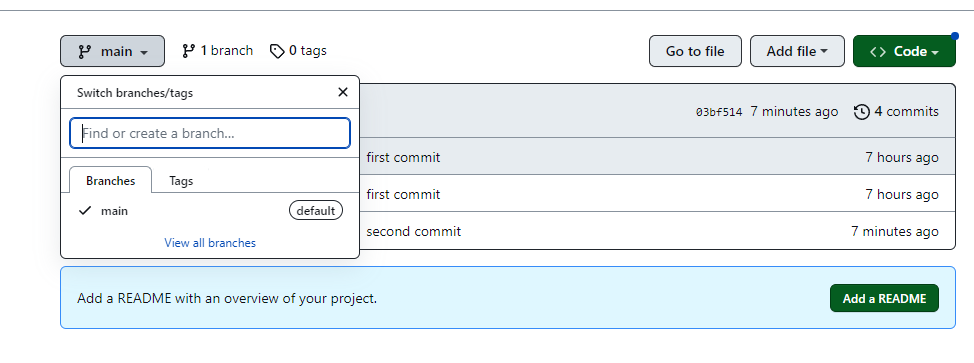 main 1 branch 0 tags Go to file Add file Code
Switch branches/tags
03bf514 7 minutes ago 4 commits
Find or create a branch...
first commit 7 hours ago
Branches Tags
first commit 7 hours ago
main default
second commit 7 minutes ago
View all branches
Add a README with an overview of your project. Add a README